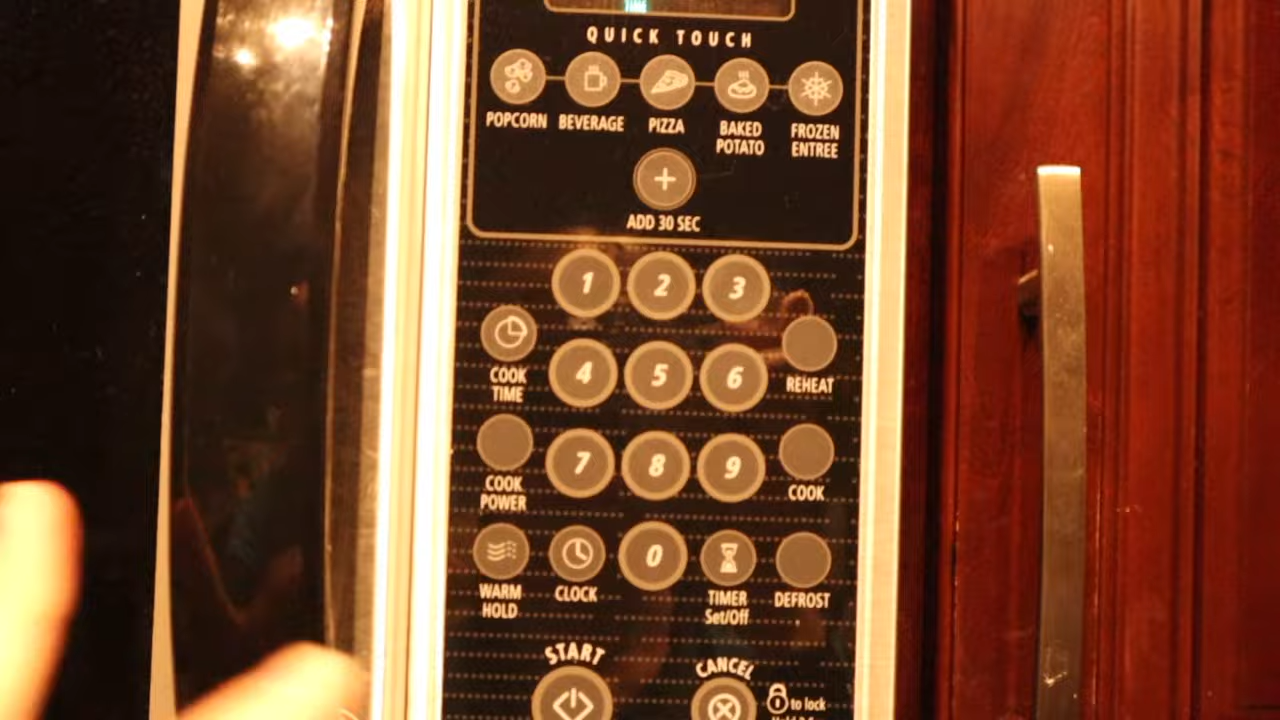 QUICK TOUCH
POPCORN
BEVERAGE
PIZZA
BAKED
POTATO
FROZEN
ENTREE
ADD 30 SEC
1 2 3
COOK
TIME
4 5 6
REHEAT
COOK
POWER
7 8 9
COOK
WARM
HOLD
CLOCK
0
TIMER
Set/Off
DEFROST
START
CANCEL
to lock